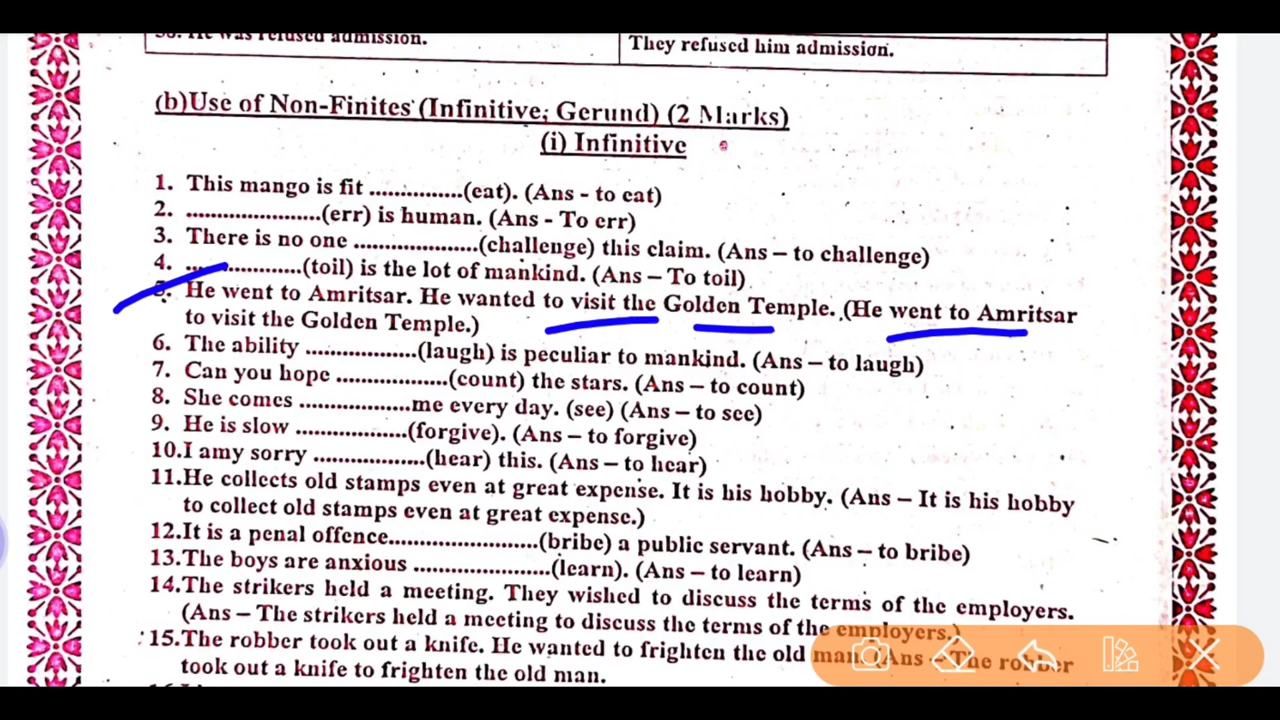 They refused him admission.
(b)Use of Non-Finites (Infinitive; Gerund) (2 Marks)
(i) Infinitive
1. This mango is fit ...............(eat). (Ans - to eat)
2. ......................(err) is human. (Ans - To err)
3. There is no one ....................(challenge) this claim. (Ans – to challenge)
4. ...................(toil) is the lot of mankind. (Ans – To toil)
5. He went to Amritsar. He wanted to visit the Golden Temple. (He went to Amritsar
to visit the Golden Temple.)
6. The ability ..................(laugh) is peculiar to mankind. (Ans – to laugh)
7. Can you hope ..................(count) the stars. (Ans – to count)
8. She comes ..................me every day. (see) (Ans – to see)
9. He is slow ..................(forgive). (Ans – to forgive)
10.I amy sorry ..................(hear) this. (Ans – to hear)
11.He collects old stamps even at great expense. It is his hobby. (Ans – It is his hobby
to collect old stamps even at great expense.)
12.It is a penal offence........................(bribe) a public servant. (Ans – to bribe)
13.The boys are anxious ......................(learn). (Ans – to learn)
14.The strikers held a meeting. They wished to discuss the terms of the employers.
(Ans – The strikers held a meeting to discuss the terms of the employers.)
15.The robber took out a knife. He wanted to frighten the old man. (Ans – The robber
took out a knife to frighten the old man.